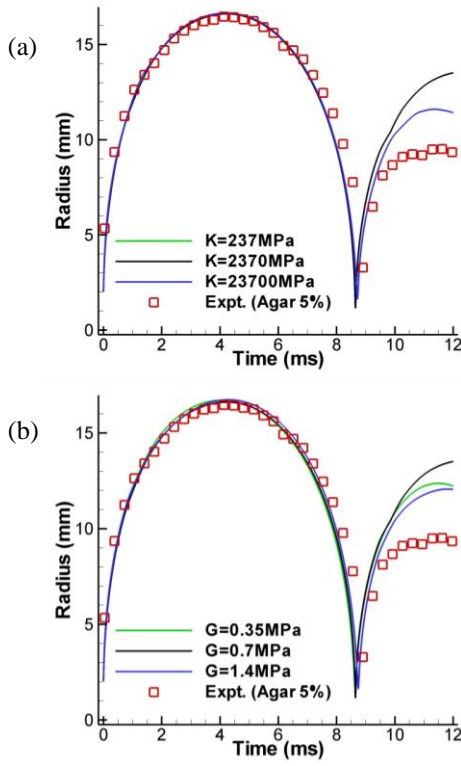 (a)
15
10
5
0
Radius (mm)
K=237MPa
K=2370MPa
K=23700MPa
Expt. (Agar 5%)
0 2 4 6 8 10 12
Time (ms)
(b)
15
10
5
0
Radius (mm)
G=0.35MPa
G=0.7MPa
G=1.4MPa
Expt. (Agar 5%)
0 2 4 6 8 10 12
Time (ms)